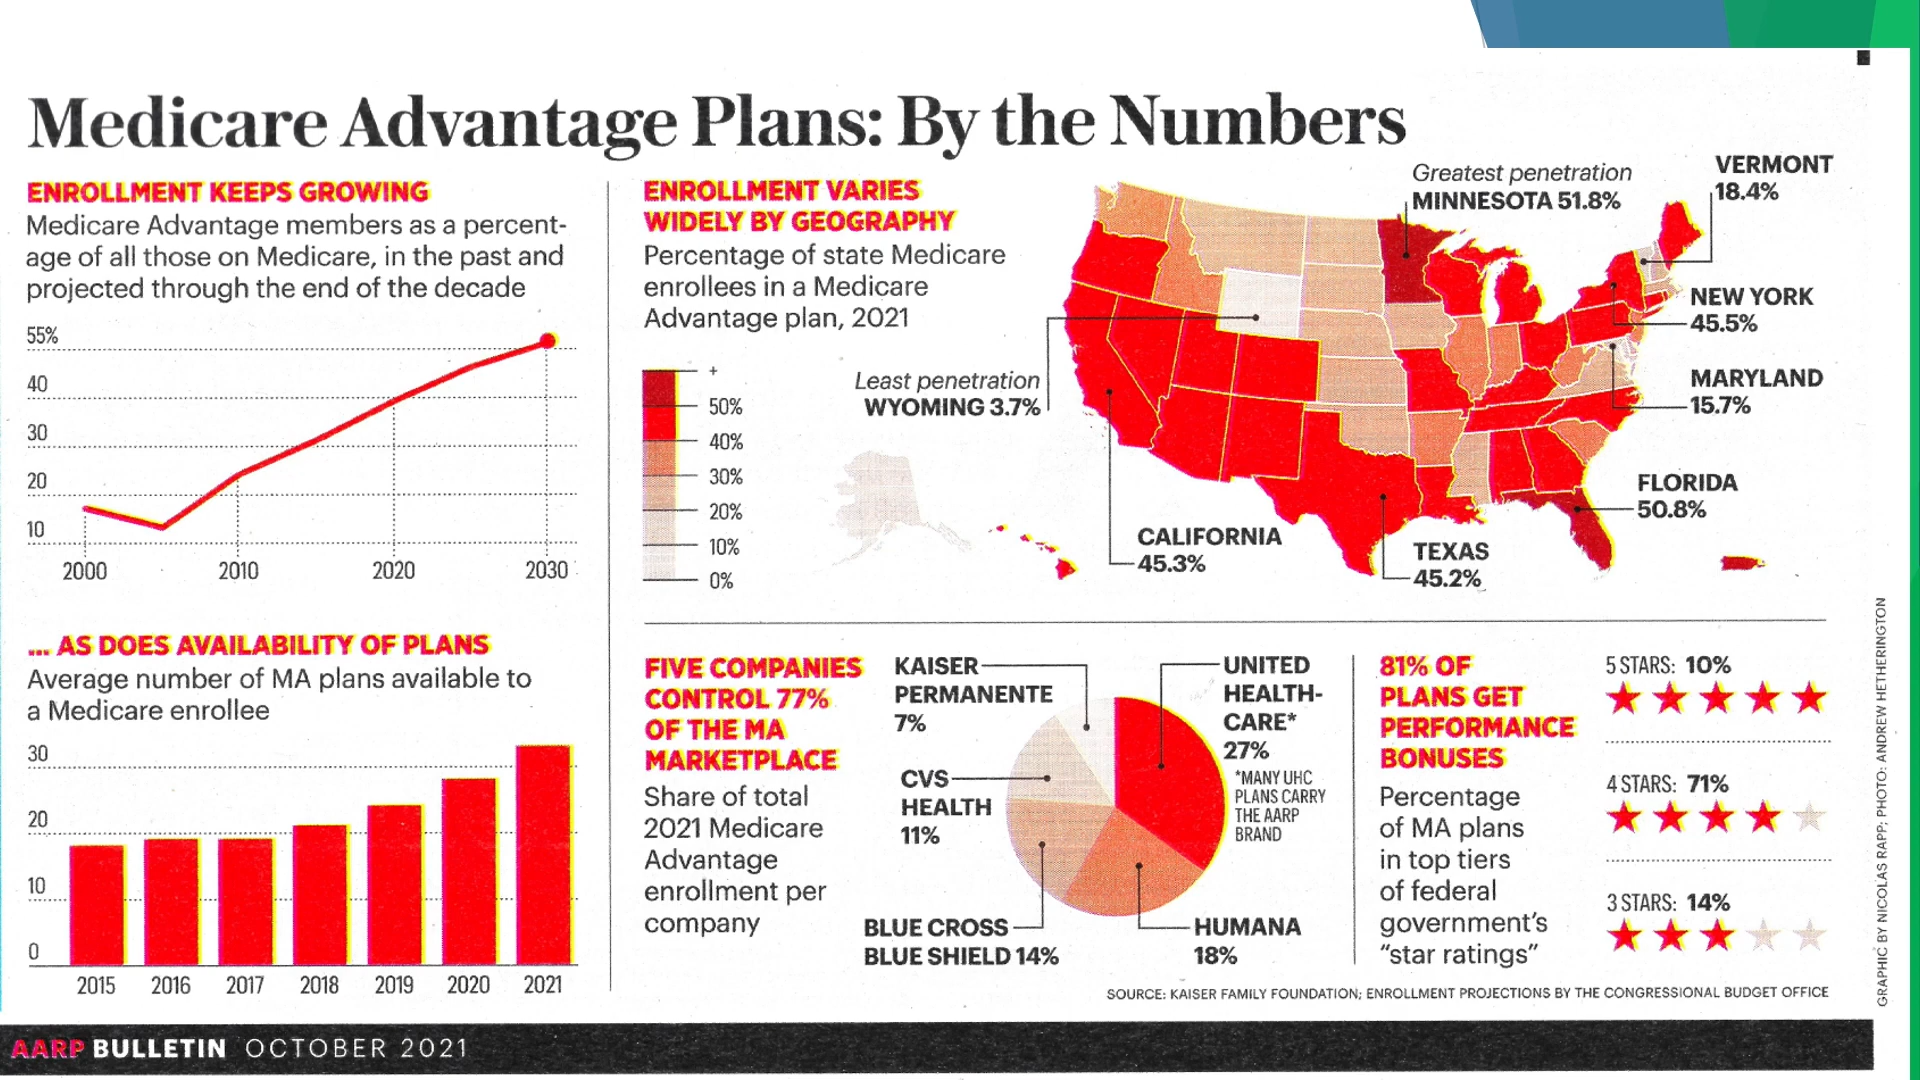 Medicare Advantage Plans: By the Numbers
ENROLLMENT KEEPS GROWING
Medicare Advantage members as a percent-
age of all those on Medicare, in the past and
projected through the end of the decade
55%
40
30
20
10
2000 2010 2020 2030
... AS DOES AVAILABILITY OF PLANS
Average number of MA plans available to
a Medicare enrollee
30
20
10
0
2015 2016 2017 2018 2019 2020 2021
ENROLLMENT VARIES
WIDELY BY GEOGRAPHY
Percentage of state Medicare
enrollees in a Medicare
Advantage plan, 2021
+
50%
40%
30%
20%
10%
0%
Least penetration
WYOMING 3.7%
Greatest penetration
MINNESOTA 51.8%
VERMONT
18.4%
NEW YORK
45.5%
MARYLAND
15.7%
FLORIDA
50.8%
CALIFORNIA
45.3%
TEXAS
45.2%
FIVE COMPANIES
CONTROL 77%
OF THE MA
MARKETPLACE
Share of total
2021 Medicare
Advantage
enrollment per
company
KAISER
PERMANENTE
7%
CVS
HEALTH
11%
BLUE CROSS
BLUE SHIELD 14%
UNITED
HEALTH-
CARE*
27%
*MANY UHC
PLANS CARRY
THE AARP
BRAND
HUMANA
18%
81% OF
PLANS GET
PERFORMANCE
BONUSES
Percentage
of MA plans
in top tiers
of federal
government’s
“star ratings”
5 STARS: 10%
4 STARS: 71%
3 STARS: 14%
SOURCE: KAISER FAMILY FOUNDATION; ENROLLMENT PROJECTIONS BY THE CONGRESSIONAL BUDGET OFFICE
GRAPHIC BY NICOLAS RAPP; PHOTO: ANDREW HETHERINGTON
AARP BULLETIN OCTOBER 2021